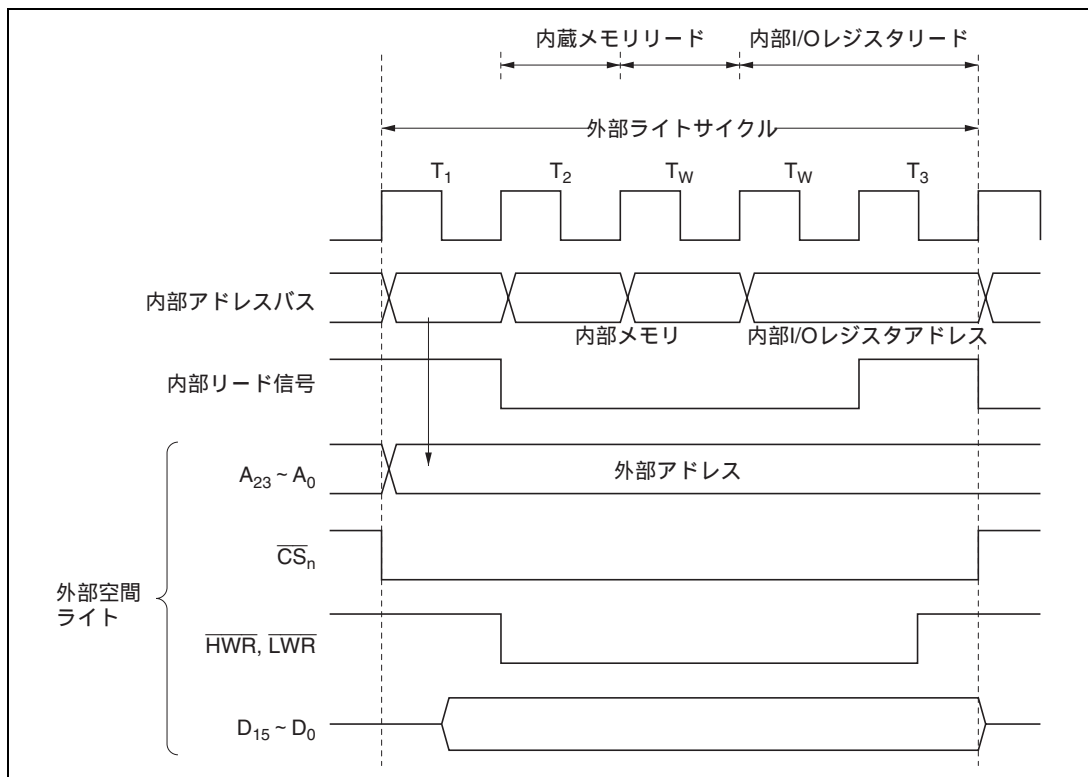 内蔵メモリリード 内部I/Oレジスタリード
外部ライトサイクル
T1 T2 TW TW T3
内部アドレスバス
内部メモリ 内部I/Oレジスタアドレス
内部リード信号
A23 ~ A0 外部アドレス
CSn
外部空間
ライト
HWR, LWR
D15 ~ D0